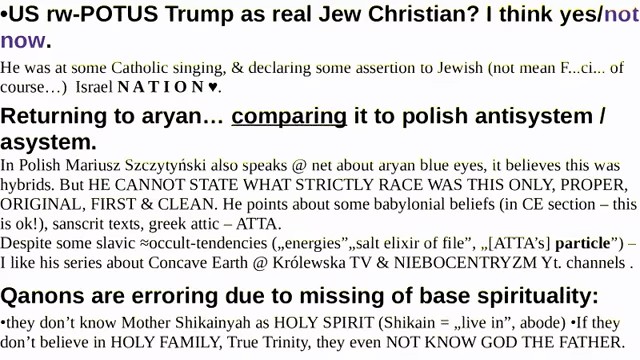 •US rw-POTUS Trump as real Jew Christian? I think yes/not
now.
He was at some Catholic singing, & declaring some assertion to Jewish (not mean F...ci... of
course…) Israel N A T I O N ♥.
Returning to aryan… comparing it to polish antisystem /
asystem.
In Polish Mariusz Szczytyński also speaks @ net about aryan blue eyes, it believes this was
hybrids. But HE CANNOT STATE WHAT STRICTLY RACE WAS THIS ONLY, PROPER,
ORIGINAL, FIRST & CLEAN. He points about some babylonial beliefs (in CE section – this
is ok!), sanscrit texts, greek attic – ATTA.
Despite some slavic ≈occult-tendencies („energies”„salt elixir of file”, „[ATTA’s] particle”) –
I like his series about Concave Earth @ Królewska TV & NIEBOCENTRYZM Yt. channels .
Qanons are erroring due to missing of base spirituality:
•they don’t know Mother Shikainyah as HOLY SPIRIT (Shikain = „live in”, abode) •If they
don’t believe in HOLY FAMILY, True Trinity, they even NOT KNOW GOD THE FATHER.